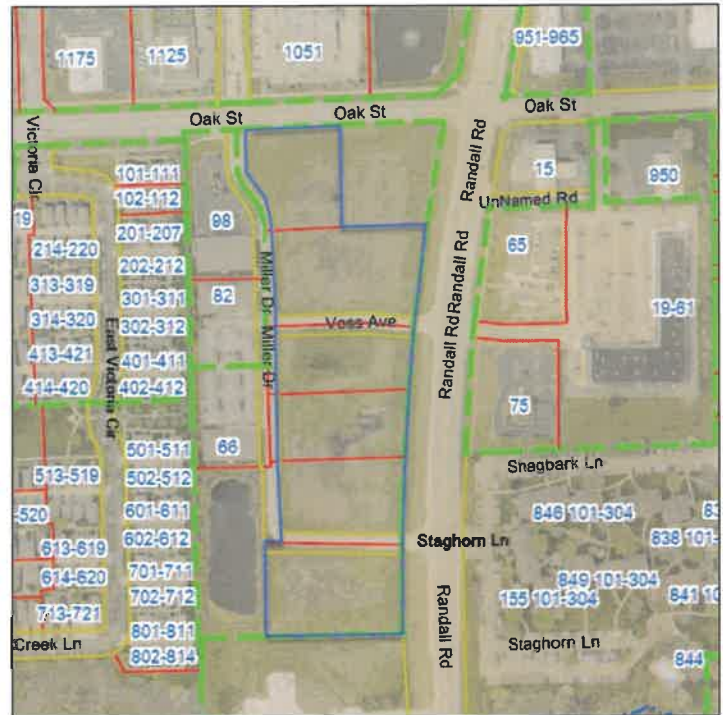 951-965
1175
1125
1051
Oak St
Oak St
Oak St
Victoria Cir
Randall Rd
101-111
102-112
15
950
UnNamed Rd
19
98
201-207
214-220
202-212
65
313-319
301-311
82
Miller Dr
Miller Dr
Randall Rd
Randall Rd
19-61
314-320
302-312
Voss Ave
East Victoria Cir
413-421
401-411
414-420
402-412
75
501-511
66
Shagbark Ln
513-519
502-512
-520
601-611
846 101-304
613-619
602-612
Staghorn Ln
838 101-
614-620
701-711
849 101-304
702-712
155 101-304
841 10
713-721
Randall Rd
801-811
Creek Ln
Staghorn Ln
802-814
844